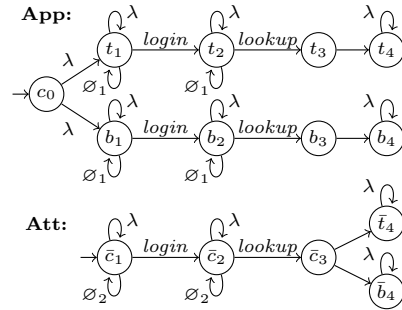 App: λ λ λ λ
t₁ login t₂ lookup t₃ t₄
λ ∅₁ ∅₁
c₀
λ λ λ λ
b₁ login b₂ lookup b₃ b₄
∅₁ ∅₁
λ
t̄₄
Att: λ λ
c̄₁ login c̄₂ lookup c̄₃ λ
∅₂ ∅₂ b̄₄